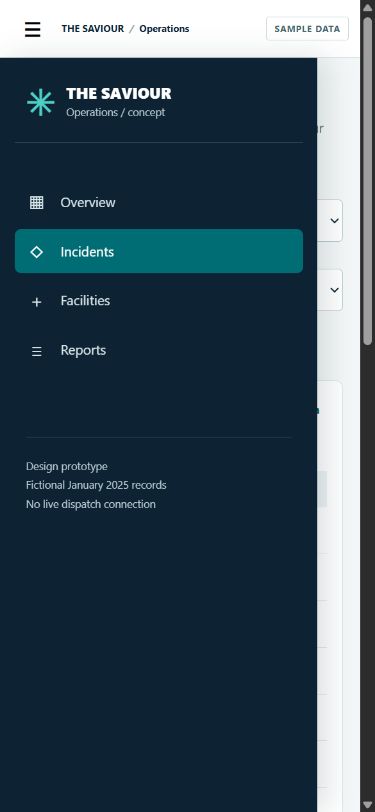 THE SAVIOUR / Operations
SAMPLE DATA
THE SAVIOUR
Operations / concept
Overview
Incidents
Facilities
Reports
Design prototype
Fictional January 2025 records
No live dispatch connection